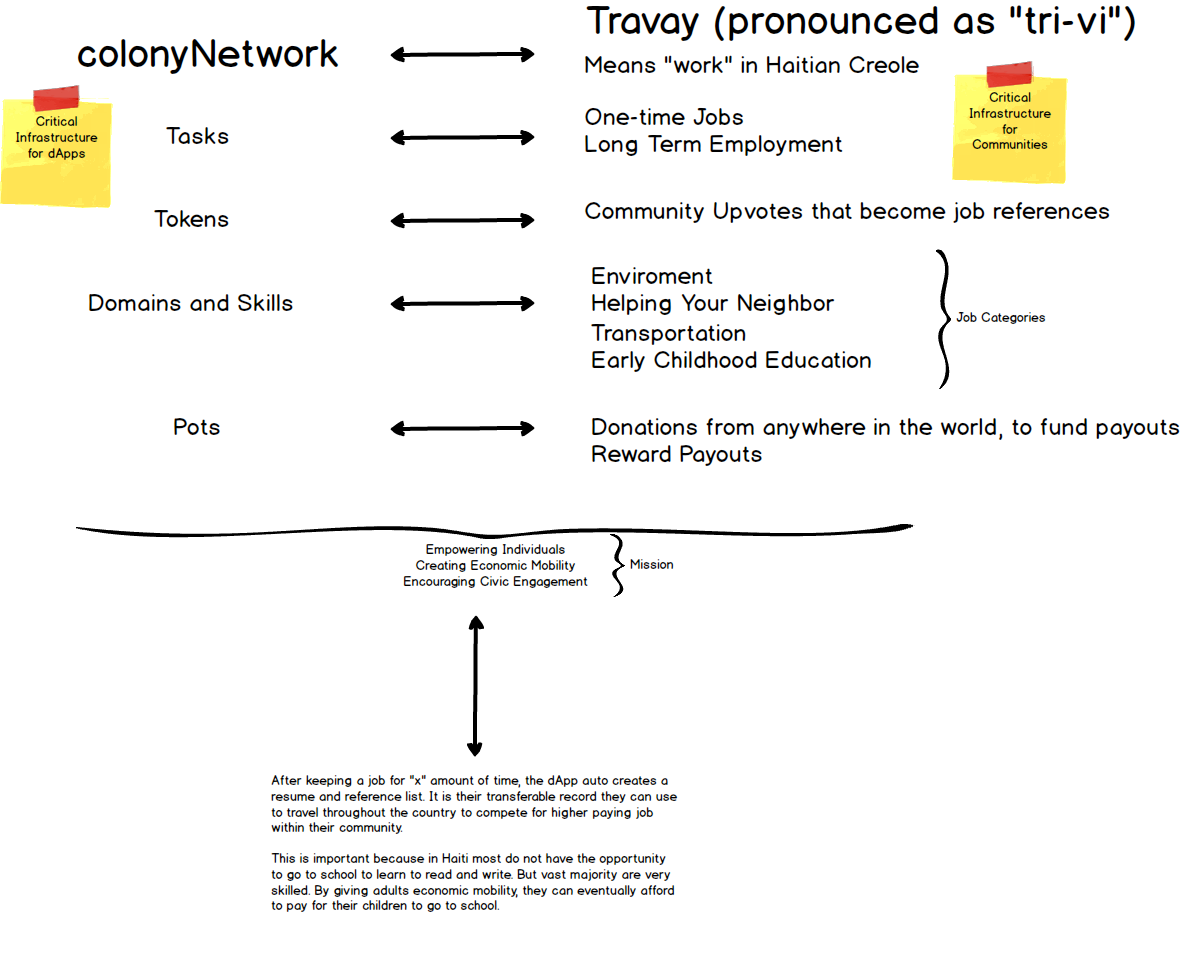 colonyNetwork
Travay (pronounced as "tri-vi")
Means "work" in Haitian Creole
Critical
Infrastructure
for dApps
Critical
Infrastructure
for
Communities
Tasks
One-time Jobs
Long Term Employment
Tokens
Community Upvotes that become job references
Domains and Skills
Enviroment
Helping Your Neighbor
Transportation
Early Childhood Education
Job Categories
Pots
Donations from anywhere in the world, to fund payouts
Reward Payouts
Empowering Individuals
Creating Economic Mobility
Encouraging Civic Engagement
Mission
After keeping a job for "x" amount of time, the dApp auto creates a
resume and reference list. It is their transferable record they can use
to travel throughout the country to compete for higher paying job
within their community.
This is important because in Haiti most do not have the opportunity
to go to school to learn to read and write. But vast majority are very
skilled. By giving adults economic mobility, they can eventually afford
to pay for their children to go to school.